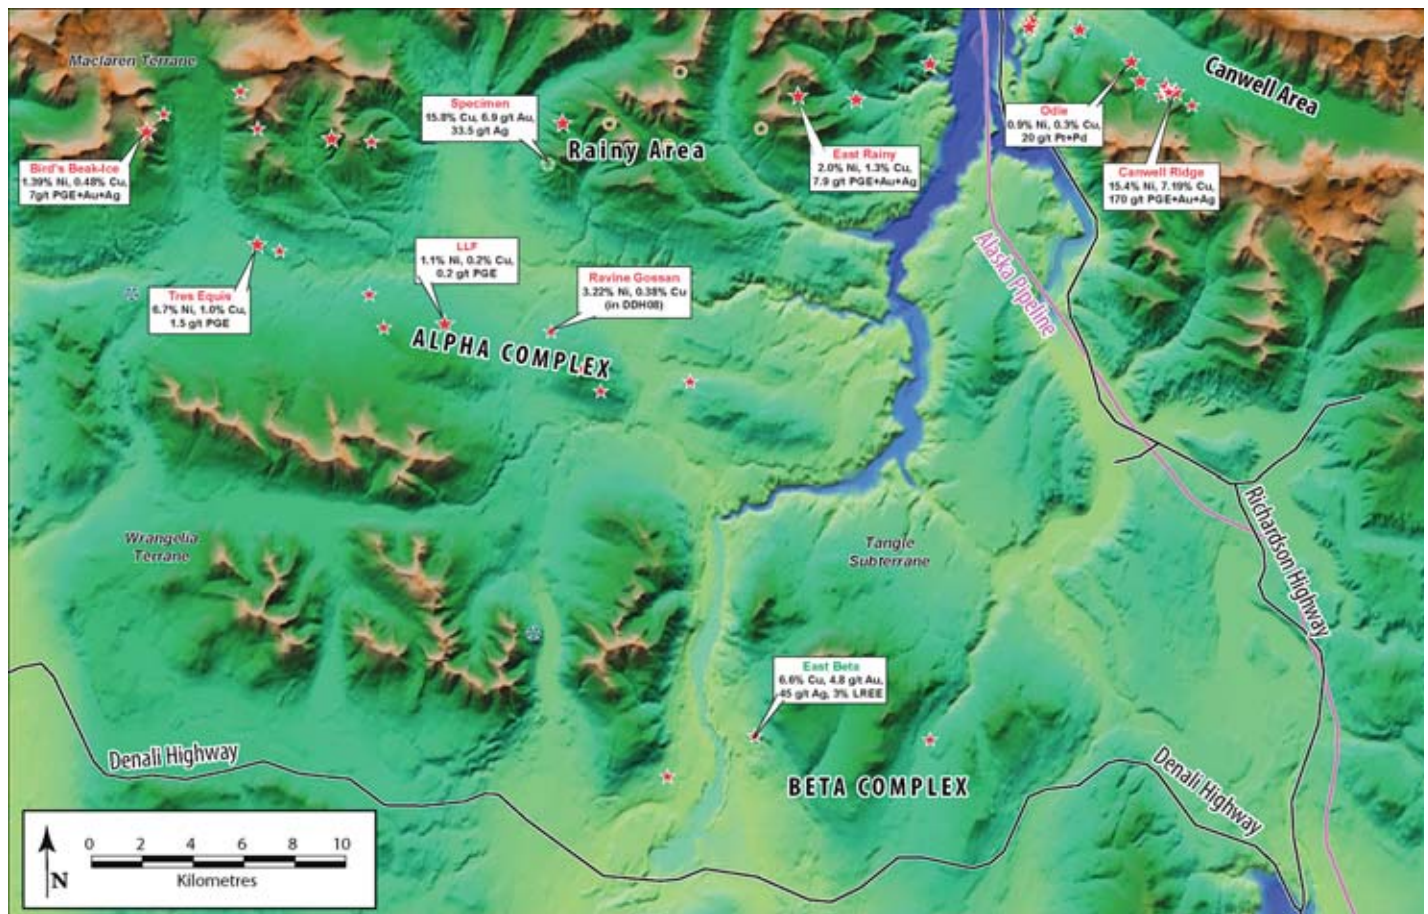 Maclaren Terrane
Bird's Beak-Ice
1.39% Ni, 0.48% Cu,
7g/t PGE+Au+Ag
Specimen
15.8% Cu, 6.9 g/t Au,
33.5 g/t Ag
Rainy Area
East Rainy
2.0% Ni, 1.3% Cu,
7.9 g/t PGE+Au+Ag
Odie
0.9% Ni, 0.3% Cu,
20 g/t Pt+Pd
Canwell Area
Canwell Ridge
15.4% Ni, 7.19% Cu,
170 g/t PGE+Au+Ag
Alaska Pipeline
Tres Equis
6.7% Ni, 1.0% Cu,
1.5 g/t PGE
LLF
1.1% Ni, 0.2% Cu,
0.2 g/t PGE
Ravine Gossan
3.22% Ni, 0.38% Cu
(in DDH08)
ALPHA COMPLEX
Wrangelia
Terrane
Tangle
Subterrane
Richardson Highway
East Beta
6.6% Cu, 4.8 g/t Au,
45 g/t Ag, 3% LREE
BETA COMPLEX
Denali Highway
Denali Highway
N
0 2 4 6 8 10
Kilometres